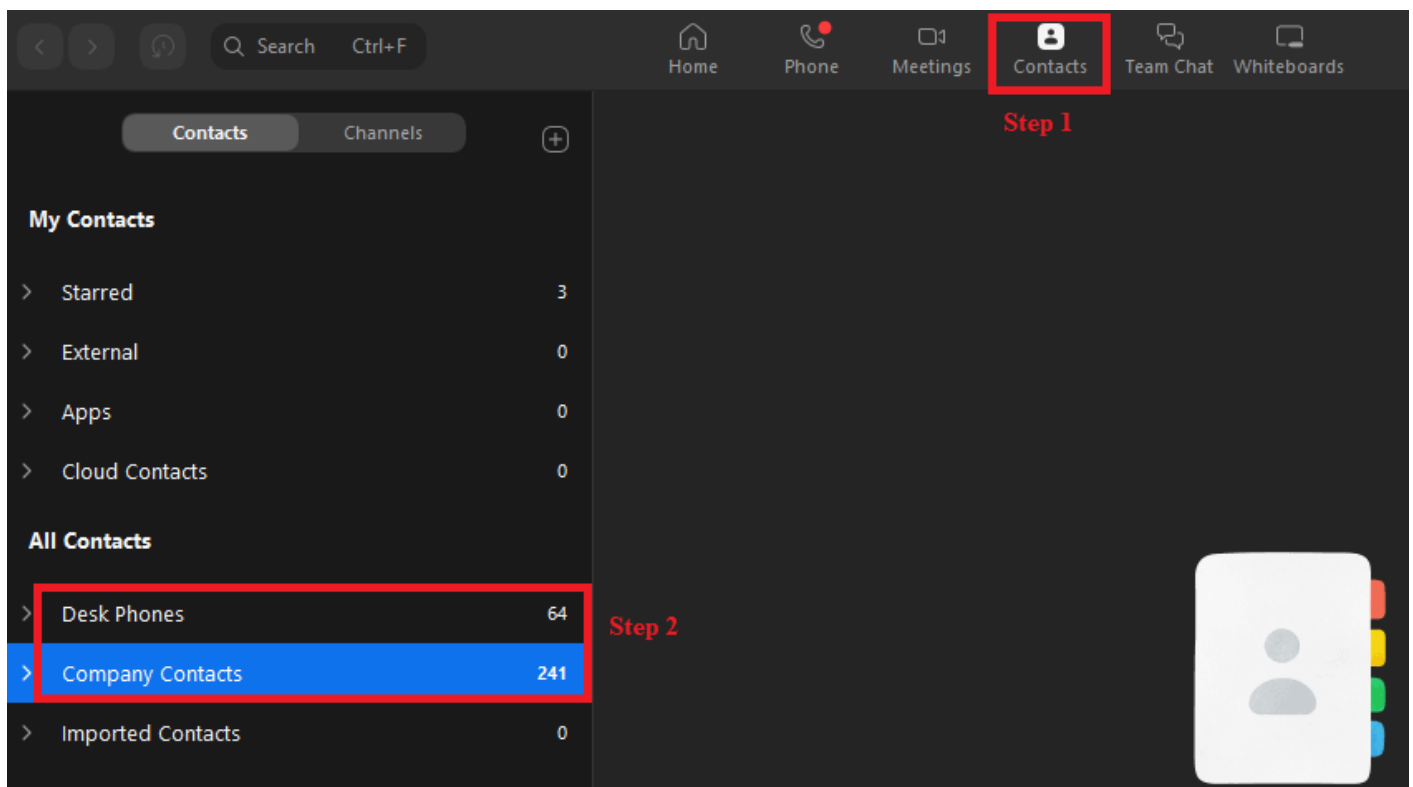 Search Ctrl+F
Home Phone Meetings Contacts Team Chat Whiteboards
Step 1
Contacts Channels
My Contacts
Starred 3
External 0
Apps 0
Cloud Contacts 0
All Contacts
Desk Phones 64
Step 2
Company Contacts 241
Imported Contacts 0